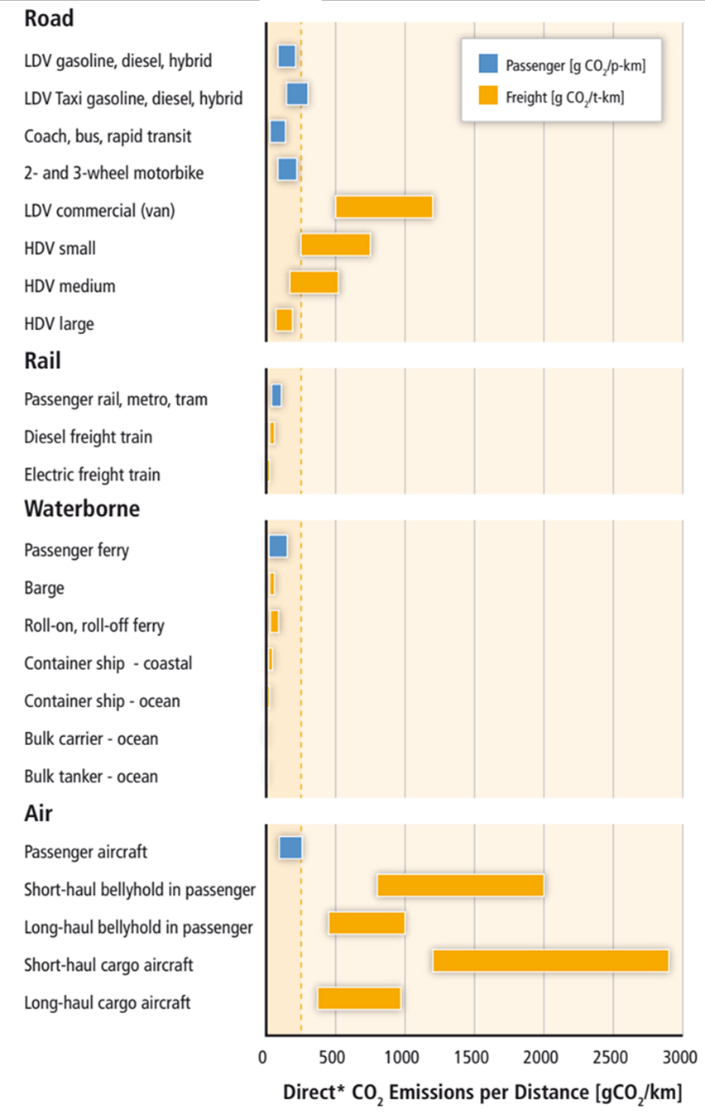 Road
Passenger [g CO₂/p-km]
Freight [g CO₂/t-km]
LDV gasoline, diesel, hybrid
LDV Taxi gasoline, diesel, hybrid
Coach, bus, rapid transit
2- and 3-wheel motorbike
LDV commercial (van)
HDV small
HDV medium
HDV large
Rail
Passenger rail, metro, tram
Diesel freight train
Electric freight train
Waterborne
Passenger ferry
Barge
Roll-on, roll-off ferry
Container ship - coastal
Container ship - ocean
Bulk carrier - ocean
Bulk tanker - ocean
Air
Passenger aircraft
Short-haul bellyhold in passenger
Long-haul bellyhold in passenger
Short-haul cargo aircraft
Long-haul cargo aircraft
0 500 1000 1500 2000 2500 3000
Direct* CO₂ Emissions per Distance [gCO₂/km]